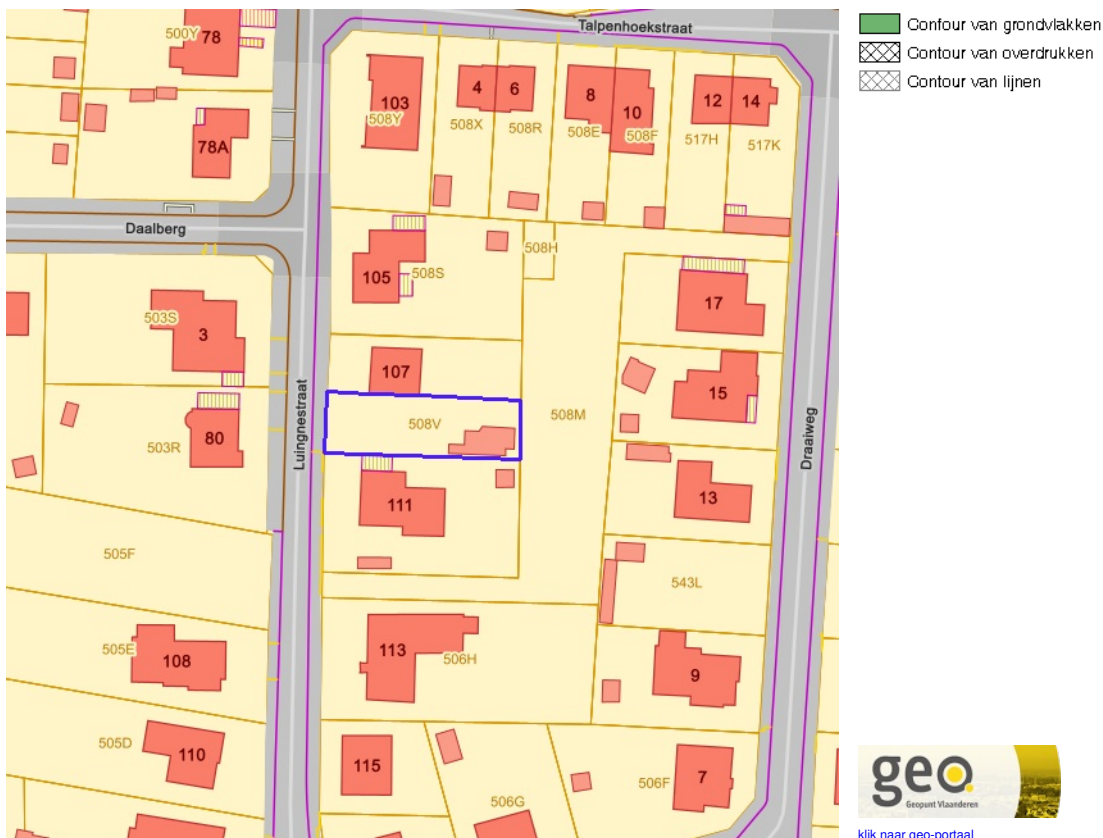 Talpenhoekstraat
500Y
78
103
508Y
4
6
8
10
12
14
508X
508R
508E
508F
517H
517K
78A
Daalberg
508H
105
508S
17
503S
3
107
15
Luingnestraat
508V
508M
Draaiweg
503R
80
111
13
505F
543L
505E
108
113
506H
9
505D
110
115
506G
506F
7
Contour van grondvlakken
Contour van overdrukken
Contour van lijnen
geo
Geopunt Vlaanderen
klik naar geo-portaal